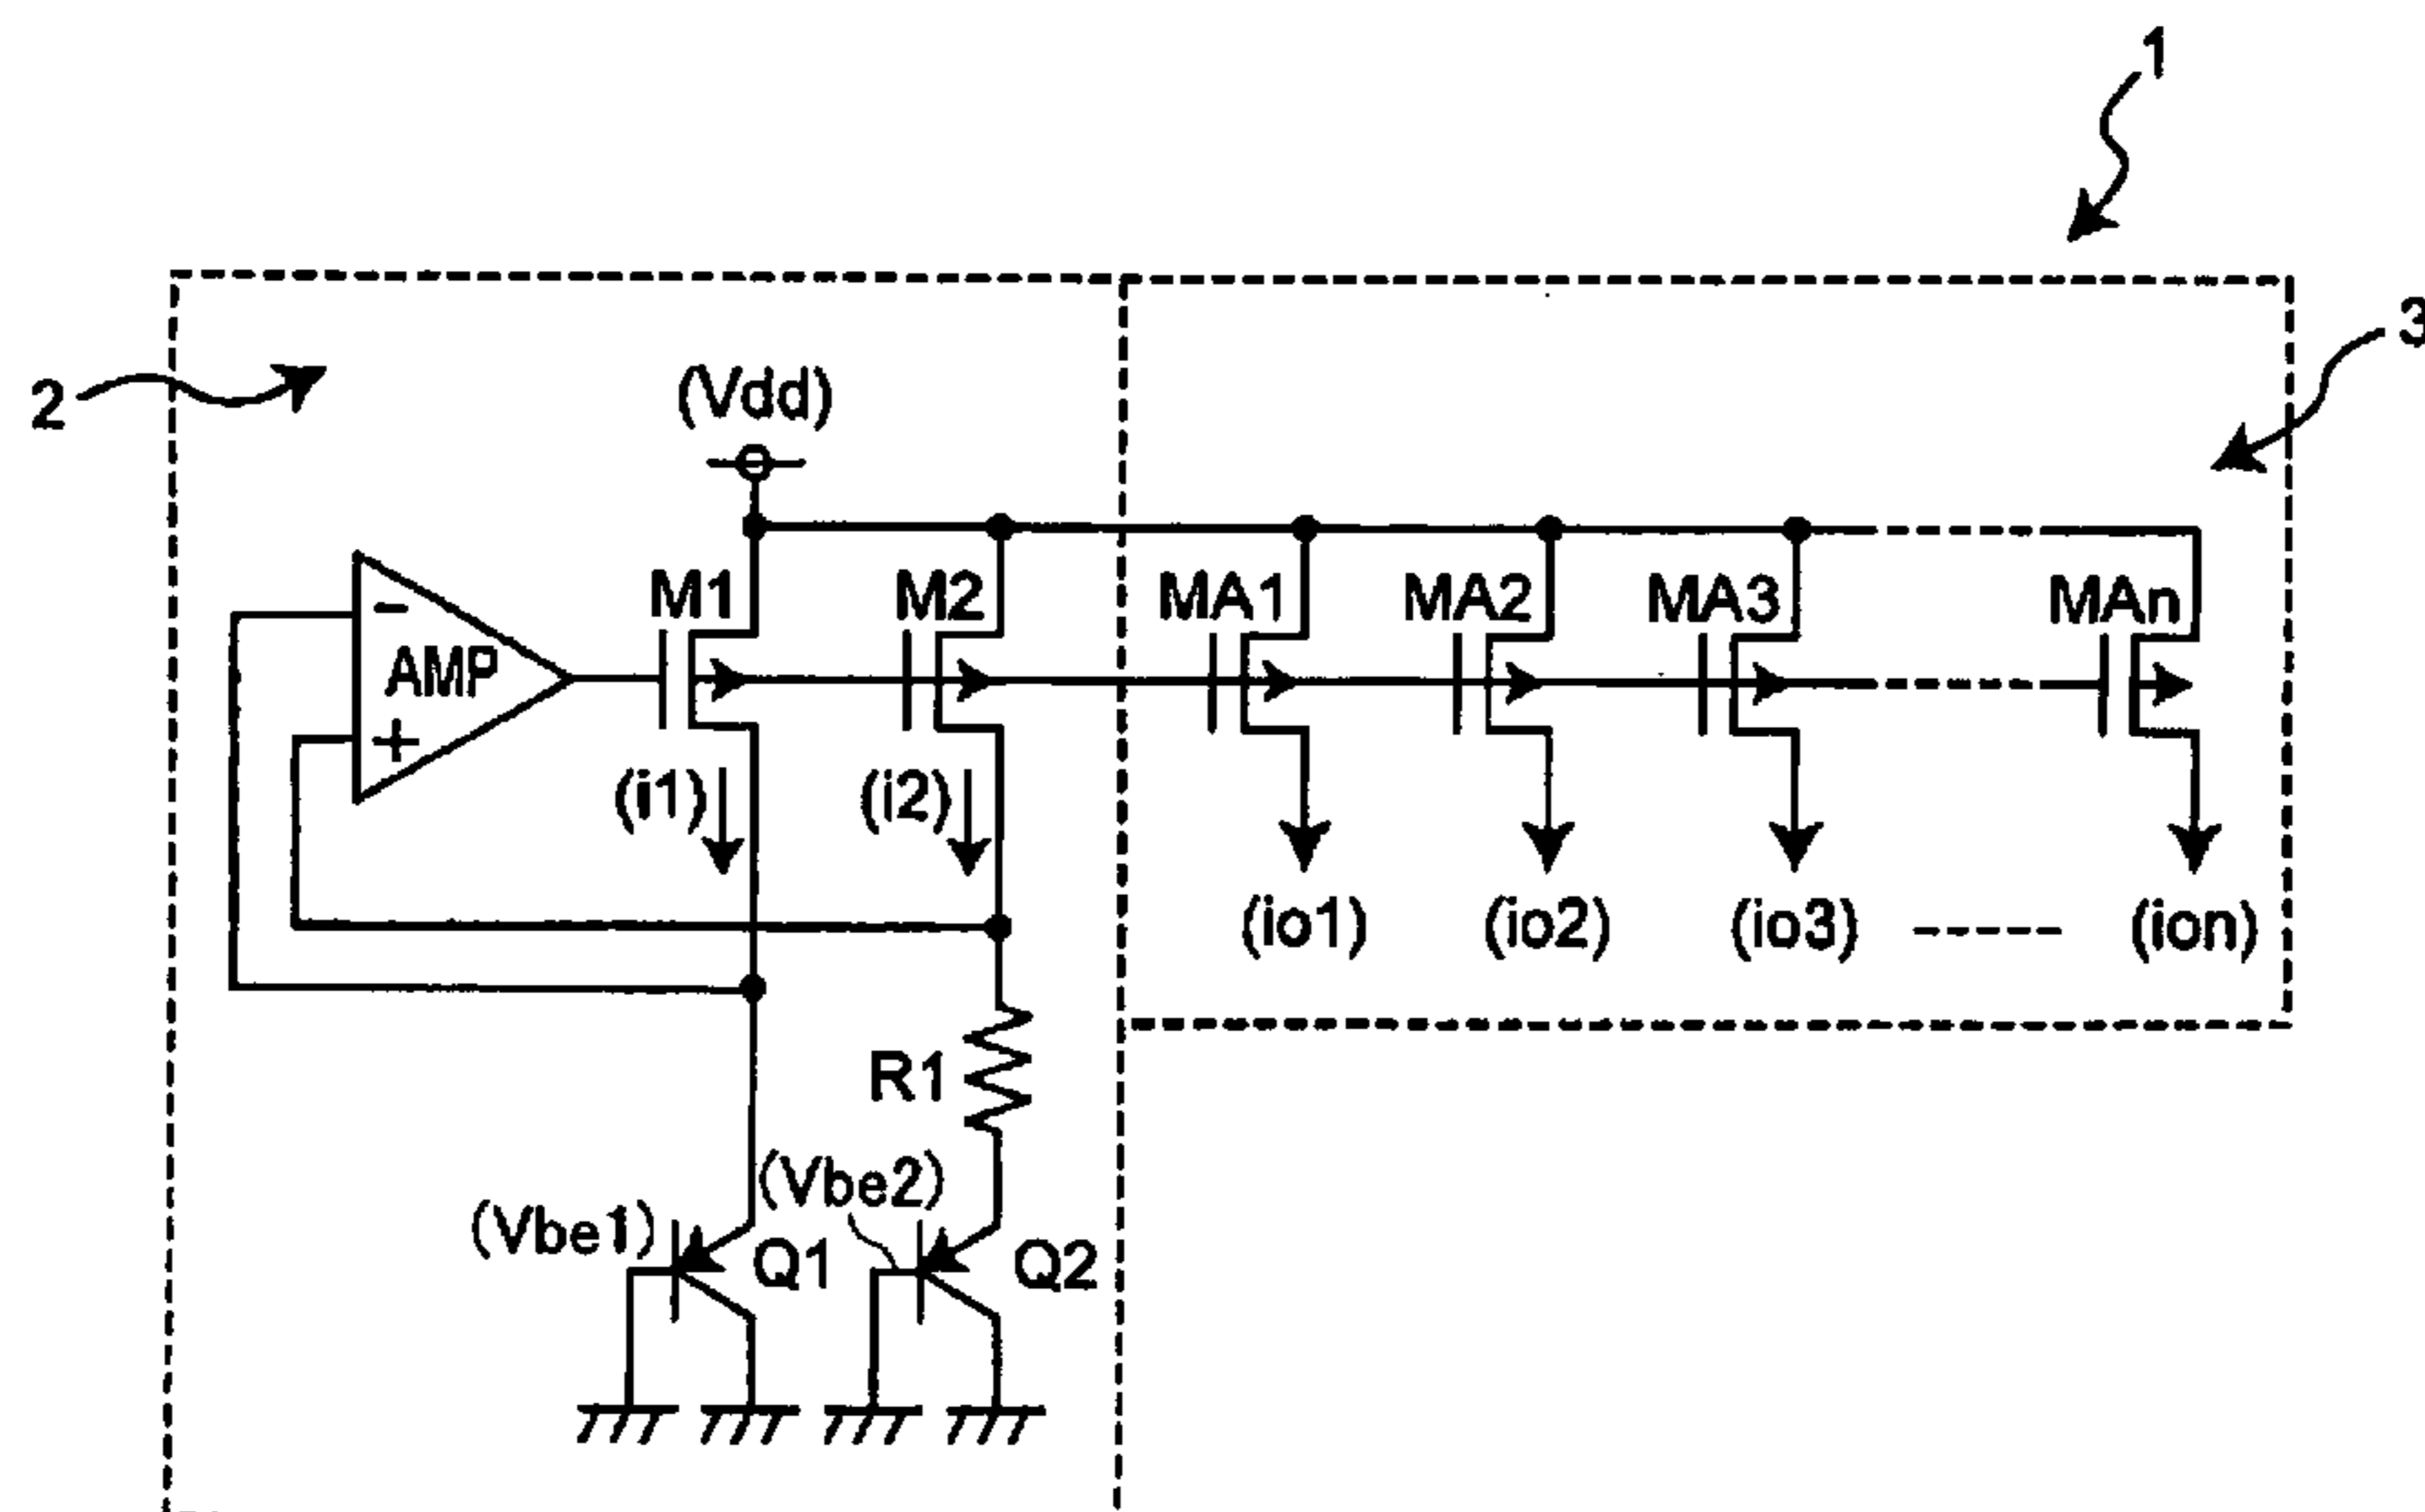 1
2
3
(Vdd)
M1
M2
MA1
MA2
MA3
MAn
-
AMP
+
(i1)
(i2)
(io1)
(io2)
(io3)
-----
(ion)
R1
(Vbe1)
(Vbe2)
Q1
Q2